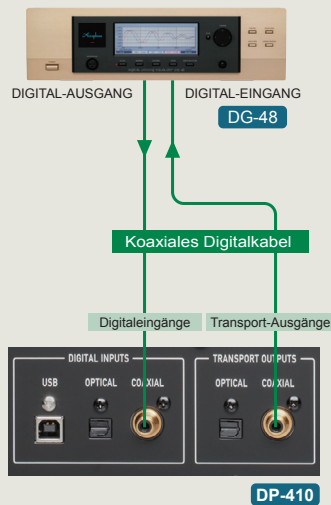 Accuphase
DIGITAL-AUSGANG
DIGITAL-EINGANG
DG-48
Koaxiales Digitalkabel
Digitaleingänge
Transport-Ausgänge
DIGITAL INPUTS
TRANSPORT OUTPUTS
USB
OPTICAL
COAXIAL
OPTICAL
COAXIAL
DP-410